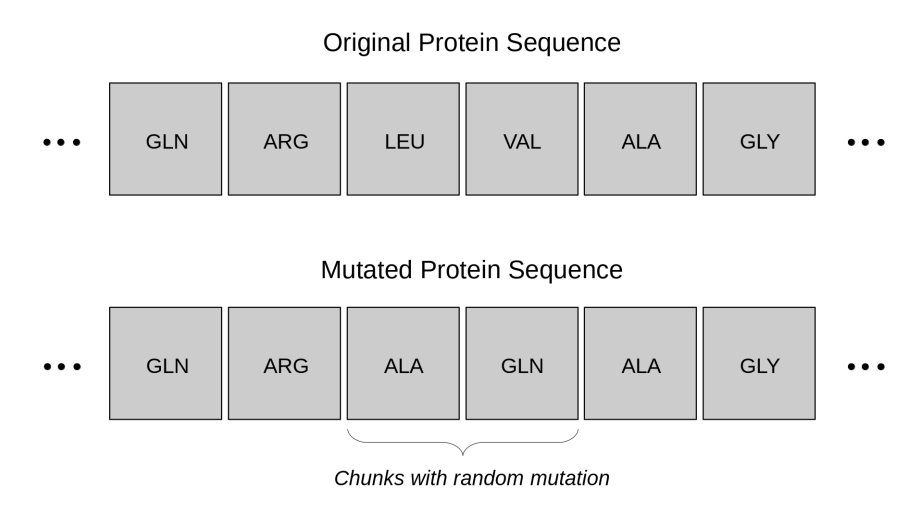 Original Protein Sequence
••• GLN ARG LEU VAL ALA GLY •••
Mutated Protein Sequence
••• GLN ARG ALA GLN ALA GLY •••
Chunks with random mutation